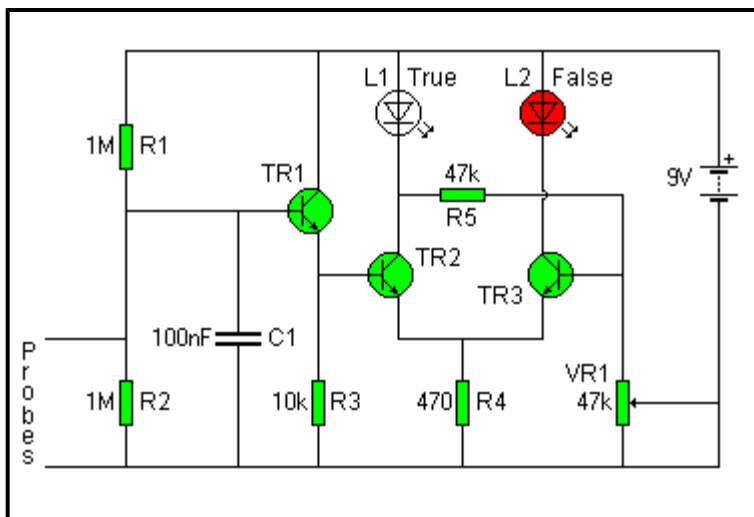 L1 True
L2 False
1M R1
TR1
47k
R5
9V
+
TR2
TR3
100nF C1
Probes
1M R2
10k R3
470 R4
VR1
47k